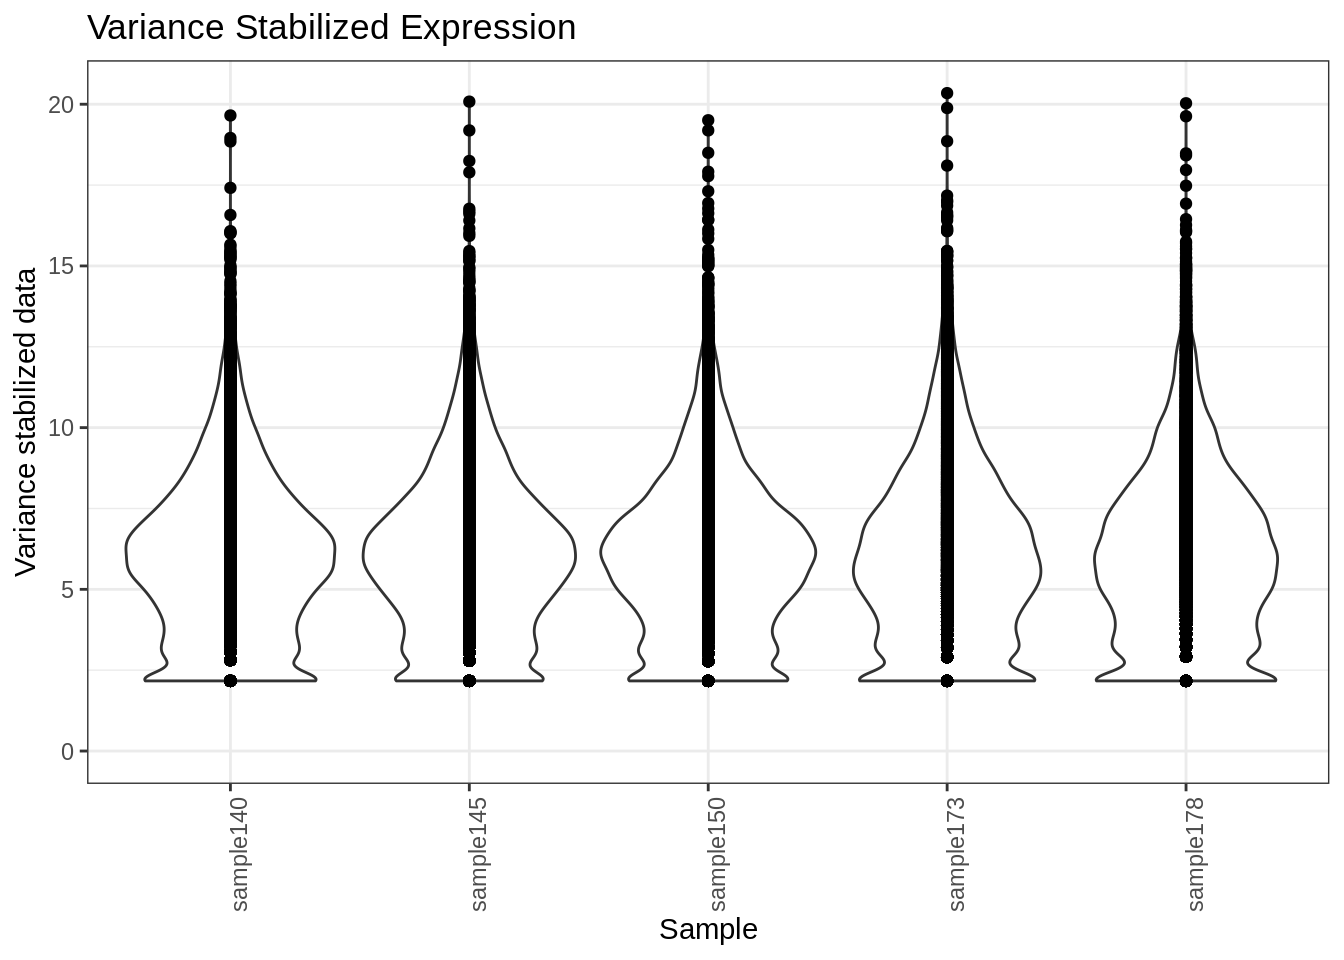 Variance Stabilized Expression
Variance stabilized data
20
15
10
5
0
sample140
sample145
sample150
sample173
sample178
Sample